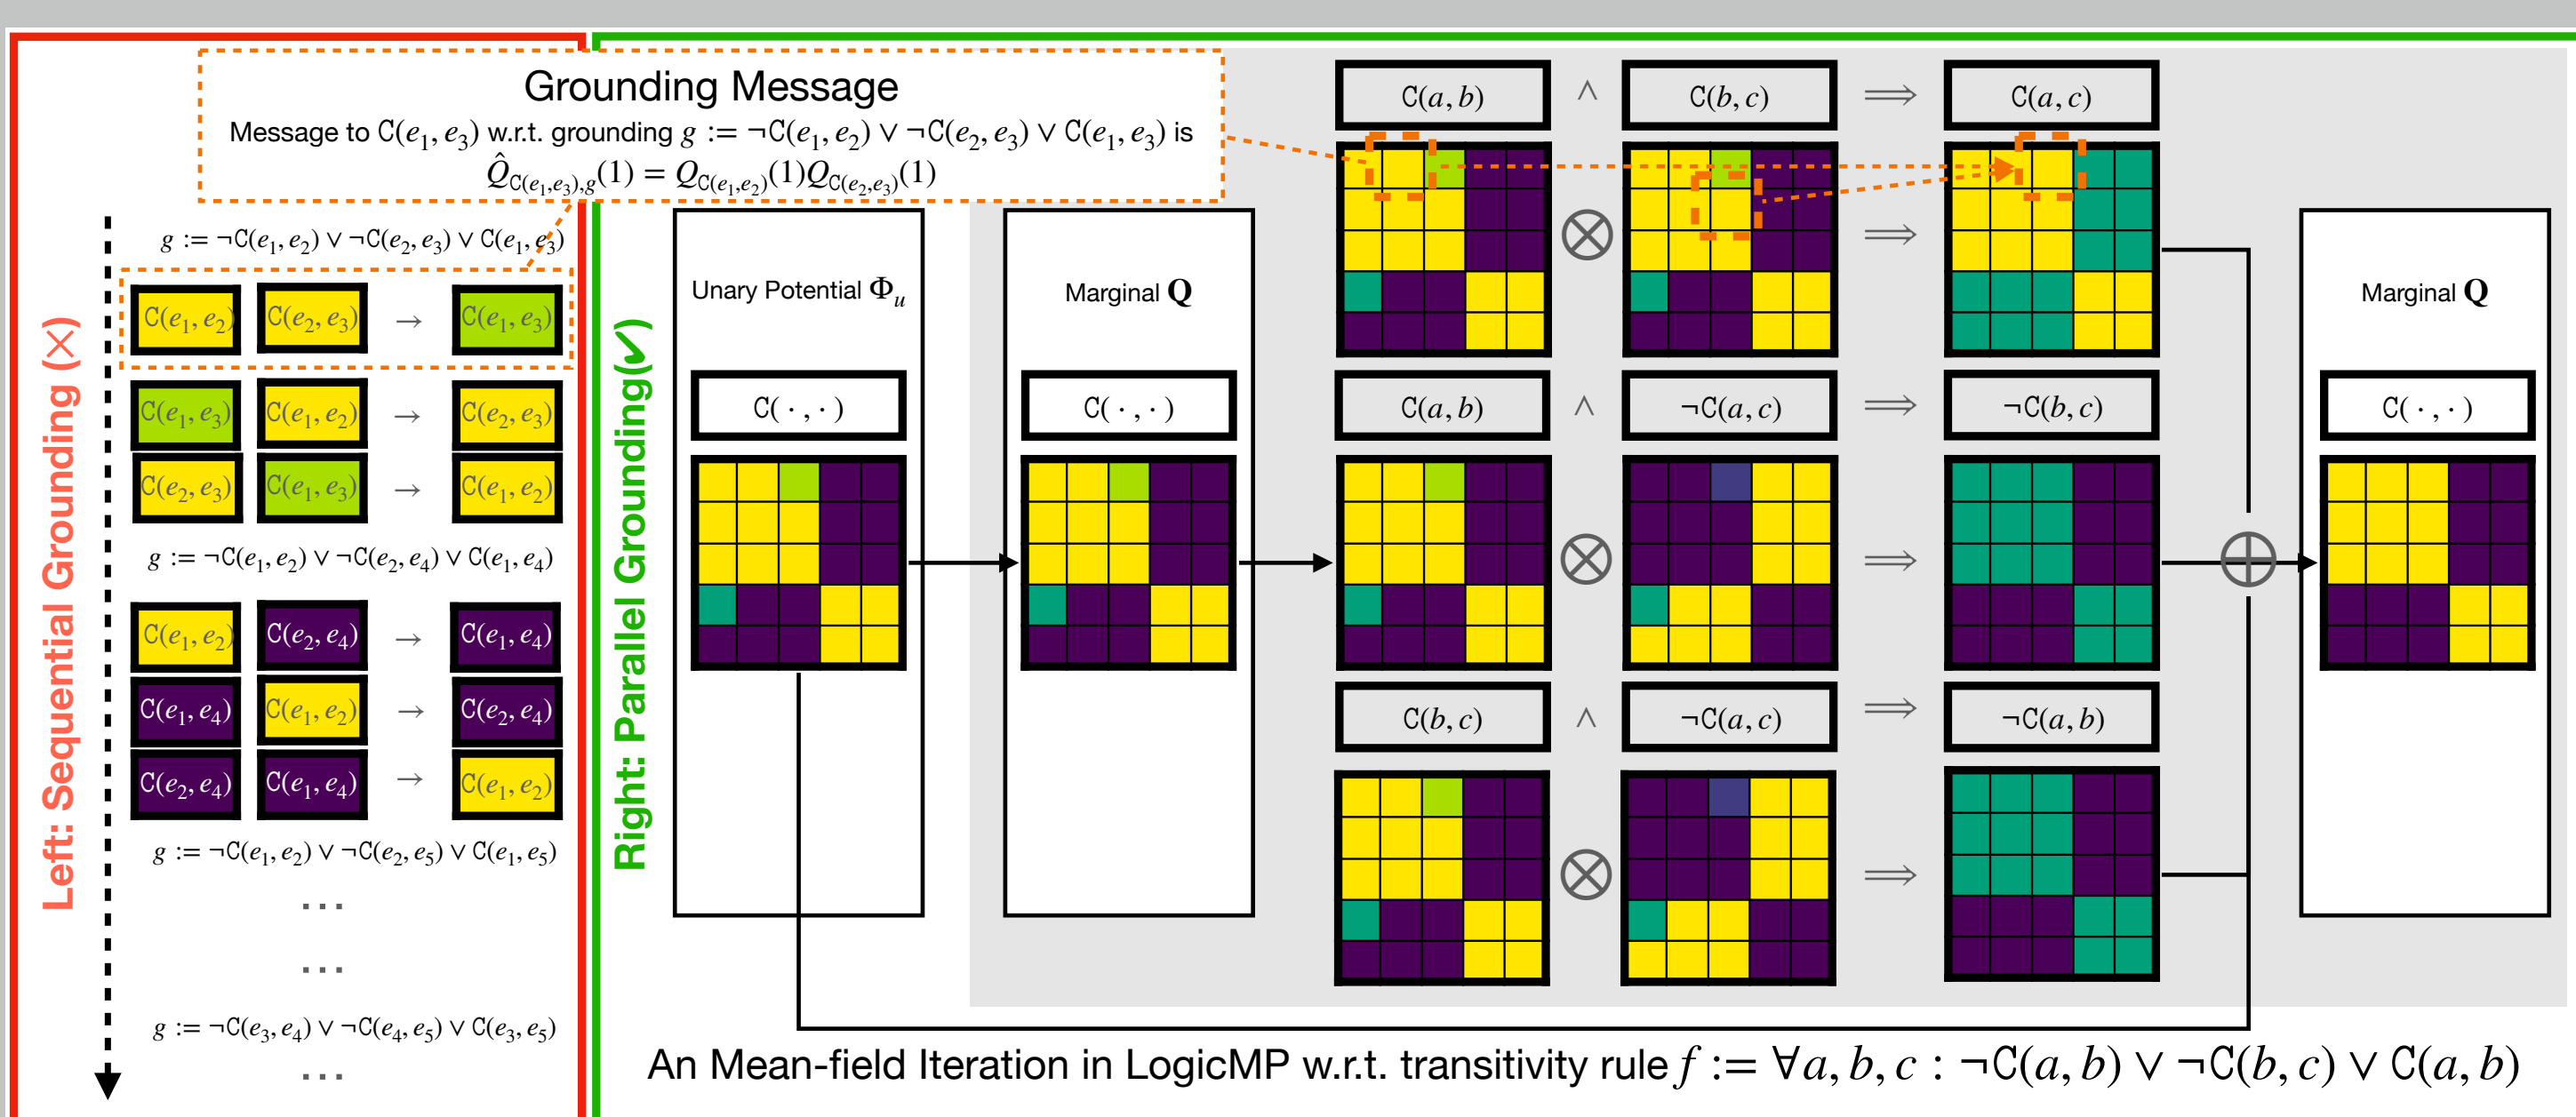 Grounding Message
Message to C(e₁, e₃) w.r.t. grounding g := ¬C(e₁, e₂) ∨ ¬C(e₂, e₃) ∨ C(e₁, e₃) is
Q̂_{C(e₁,e₃),g}(1) = Q_{C(e₁,e₂)}(1)Q_{C(e₂,e₃)}(1)
Left: Sequential Grounding (×)
g := ¬C(e₁, e₂) ∨ ¬C(e₂, e₃) ∨ C(e₁, e₃)
C(e₁, e₂) C(e₂, e₃) → C(e₁, e₃)
C(e₁, e₃) C(e₁, e₂) → C(e₂, e₃)
C(e₂, e₃) C(e₁, e₃) → C(e₁, e₂)
g := ¬C(e₁, e₂) ∨ ¬C(e₂, e₄) ∨ C(e₁, e₄)
C(e₁, e₂) C(e₂, e₄) → C(e₁, e₄)
C(e₁, e₄) C(e₁, e₂) → C(e₂, e₄)
C(e₂, e₄) C(e₁, e₄) → C(e₁, e₂)
g := ¬C(e₁, e₂) ∨ ¬C(e₂, e₅) ∨ C(e₁, e₅)
...
...
g := ¬C(e₃, e₄) ∨ ¬C(e₄, e₅) ∨ C(e₃, e₅)
...
Right: Parallel Grounding(✔)
Unary Potential Φᵤ
C( · , · )
Marginal Q
C( · , · )
C(a, b) ∧ C(b, c) ⟹ C(a, c)
⊗ ⟹
C(a, b) ∧ ¬C(a, c) ⟹ ¬C(b, c)
⊗ ⟹
C(b, c) ∧ ¬C(a, c) ⟹ ¬C(a, b)
⊗ ⟹
⊕
Marginal Q
C( · , · )
An Mean-field Iteration in LogicMP w.r.t. transitivity rule f := ∀a, b, c : ¬C(a, b) ∨ ¬C(b, c) ∨ C(a, b)